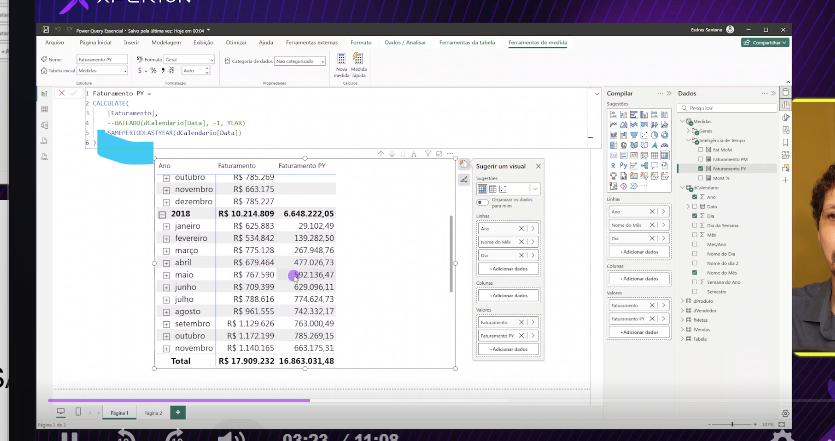 XPERTON
Power Query Essencial • Salvo pela última vez em: Hoje às 00:04
Esdras Santana
Arquivo Página Inicial Inserir Modelagem Exibição Otimizar Ajuda Ferramentas externas Formato Dados / Analisar Ferramentas da tabela Ferramentas de medida
Compartilhar
Nome: Faturamento PY
Formato Geral
Categoria de dados Não categorizado
Tabela inicial Medidas
$ % Auto
Nova medida Medida rápida
Estrutura Formatação Propriedades Cálculos
1 Faturamento PY =
2 CALCULATE(
3 [Faturamento],
4 --DATEADD(dCalendario[Data], -1, YEAR)
5 SAMEPERIODLASTYEAR(dCalendario[Data])
6 )
Ano Faturamento Faturamento PY
outubro R$ 785.269
novembro R$ 663.175
dezembro R$ 785.227
2018 R$ 10.214.809 6.648.222,05
janeiro R$ 625.883 29.102,49
fevereiro R$ 534.842 139.282,50
março R$ 775.128 267.948,76
abril R$ 679.464 477.026,73
maio R$ 767.590 592.136,47
junho R$ 709.399 629.096,11
julho R$ 788.616 774.624,73
agosto R$ 961.555 742.332,17
setembro R$ 1.129.626 763.000,49
outubro R$ 1.172.199 785.269,15
novembro R$ 1.140.165 663.175,31
Total R$ 17.909.232 16.863.031,48
Sugerir um visual
Sugestões
Organizar os dados para mim
Linhas
Ano
Nome do Mês
Dia
+Adicionar dados
Colunas
+Adicionar dados
Valores
Faturamento
Faturamento PY
+Adicionar dados
Compilar
Sugestões
Linhas
Ano
Nome do Mês
Dia
+Adicionar dados
Colunas
+Adicionar dados
Valores
Faturamento
Faturamento PY
+Adicionar dados
Dados
Pesquisar
Medidas
Gerais
Inteligência de Tempo
Fat MoM
Faturamento PM
Faturamento PY
MoM %
dCalendario
Ano
Data
Dia
Dia da Semana
Mês
Mes/Ano
Nome do Dia
Nome do dia 2
Nome do Mês
Semana do Ano
Semestre
dProduto
dVendedor
fMetas
fVendas
Tabela
Página 1 Página 2 +
Página 1 de 2
03:23 / 11:08